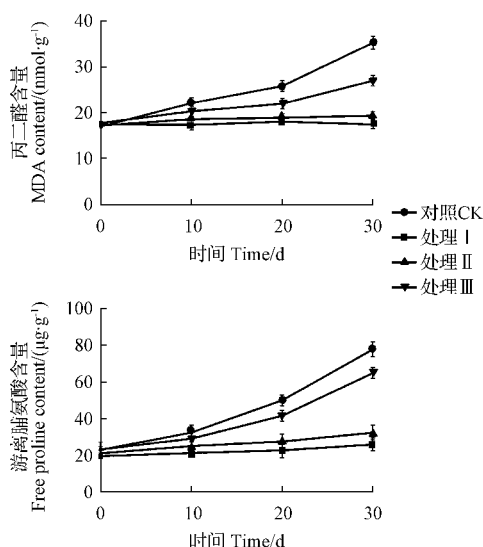 丙二醛含量
MDA content/(nmol·g⁻¹)
40
30
20
10
0
0 10 20 30
时间 Time/d
对照CK
处理Ⅰ
处理Ⅱ
处理Ⅲ
游离脯氨酸含量
Free proline content/(μg·g⁻¹)
100
80
60
40
20
0
0 10 20 30
时间 Time/d